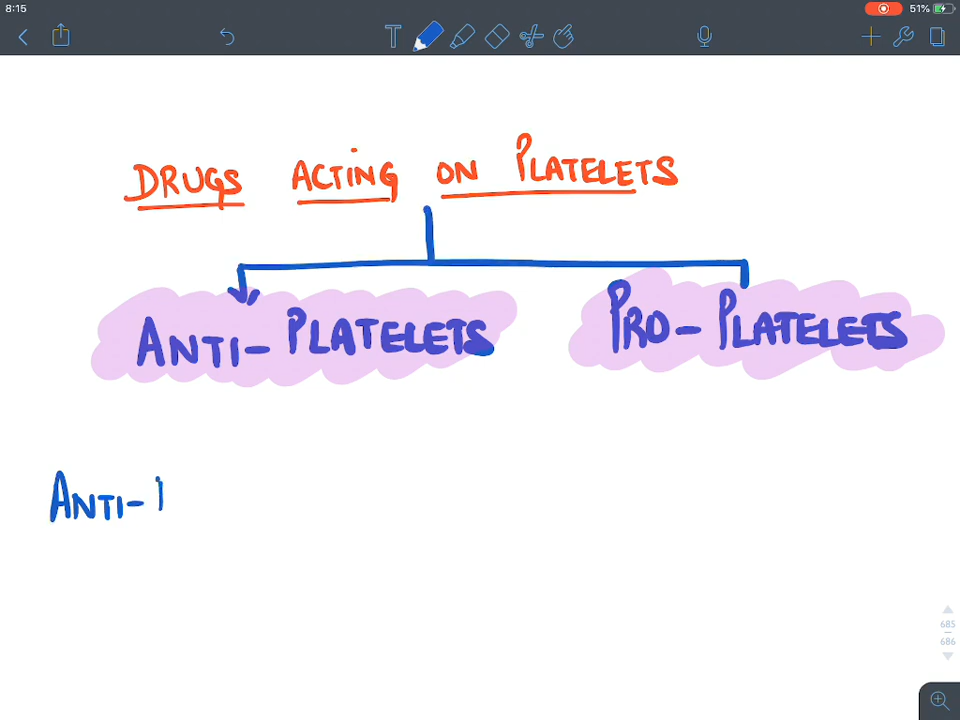 8:15
51%
T
DRUGS ACTING ON PLATELETS
ANTI- PLATELETS
PRO- PLATELETS
ANTI-
685
686